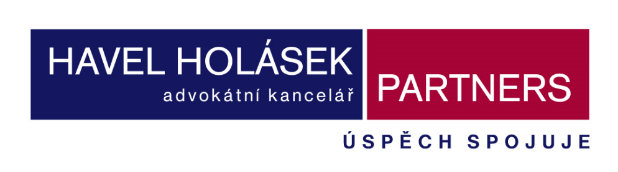 HAVEL HOLÁSEK
advokátní kancelář
PARTNERS
ÚSPĚCH SPOJUJE